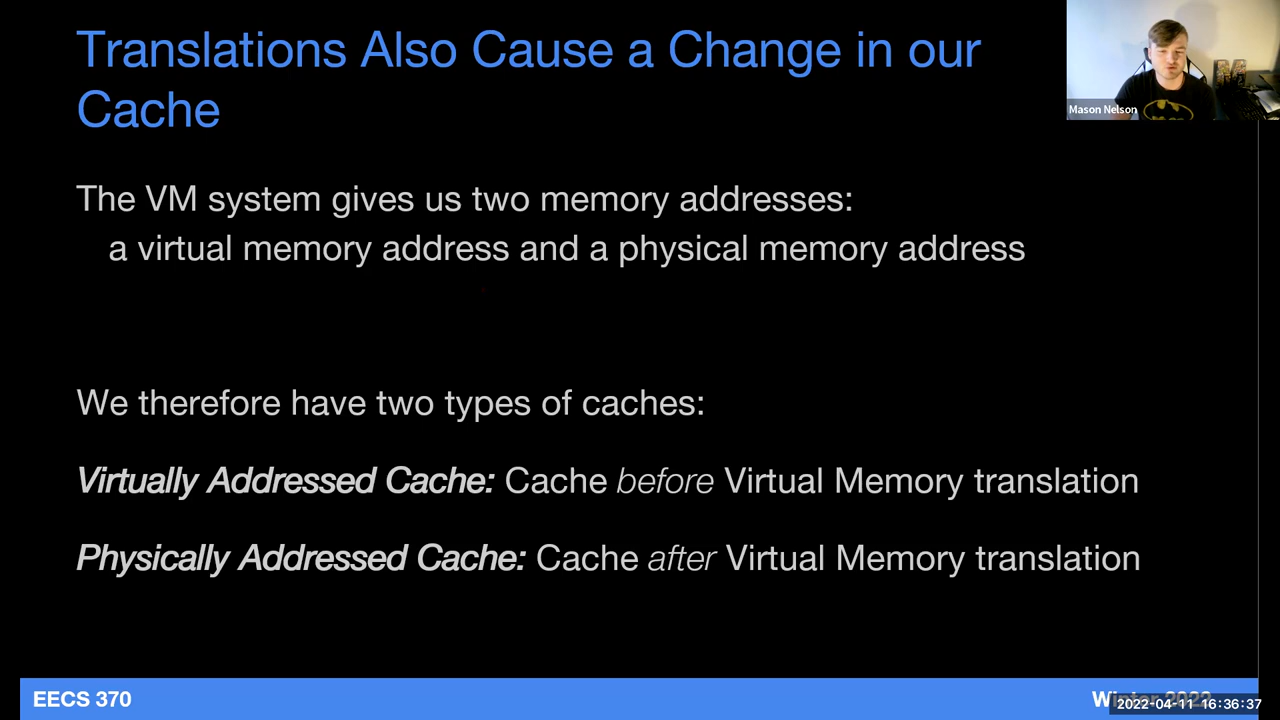 Translations Also Cause a Change in our
Cache
Mason Nelson
The VM system gives us two memory addresses:
a virtual memory address and a physical memory address
We therefore have two types of caches:
Virtually Addressed Cache: Cache before Virtual Memory translation
Physically Addressed Cache: Cache after Virtual Memory translation
EECS 370
Winter 2022
2022-04-11 16:36:37